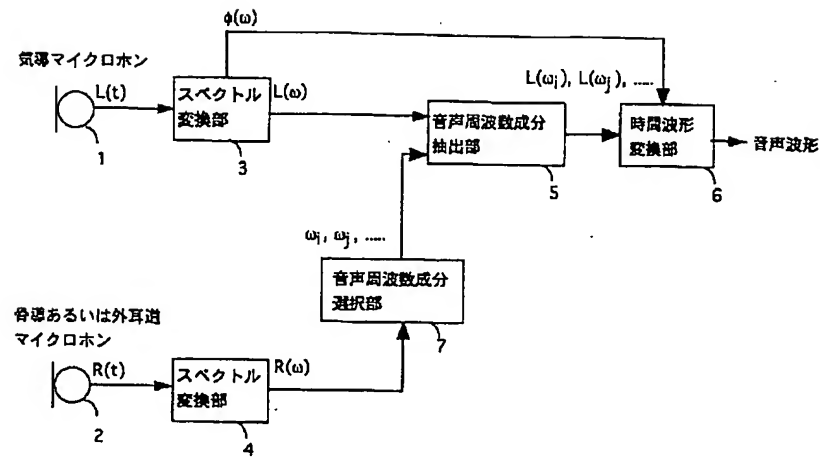 φ(ω)
気導マイクロホン
L(t)
1
スペクトル
変換部
3
L(ω)
音声周波数成分
抽出部
5
L(ωi), L(ωj), .....
時間波形
変換部
6
音声波形
ωi, ωj, .....
音声周波数成分
選択部
7
骨導あるいは外耳道
マイクロホン
R(t)
2
スペクトル
変換部
4
R(ω)